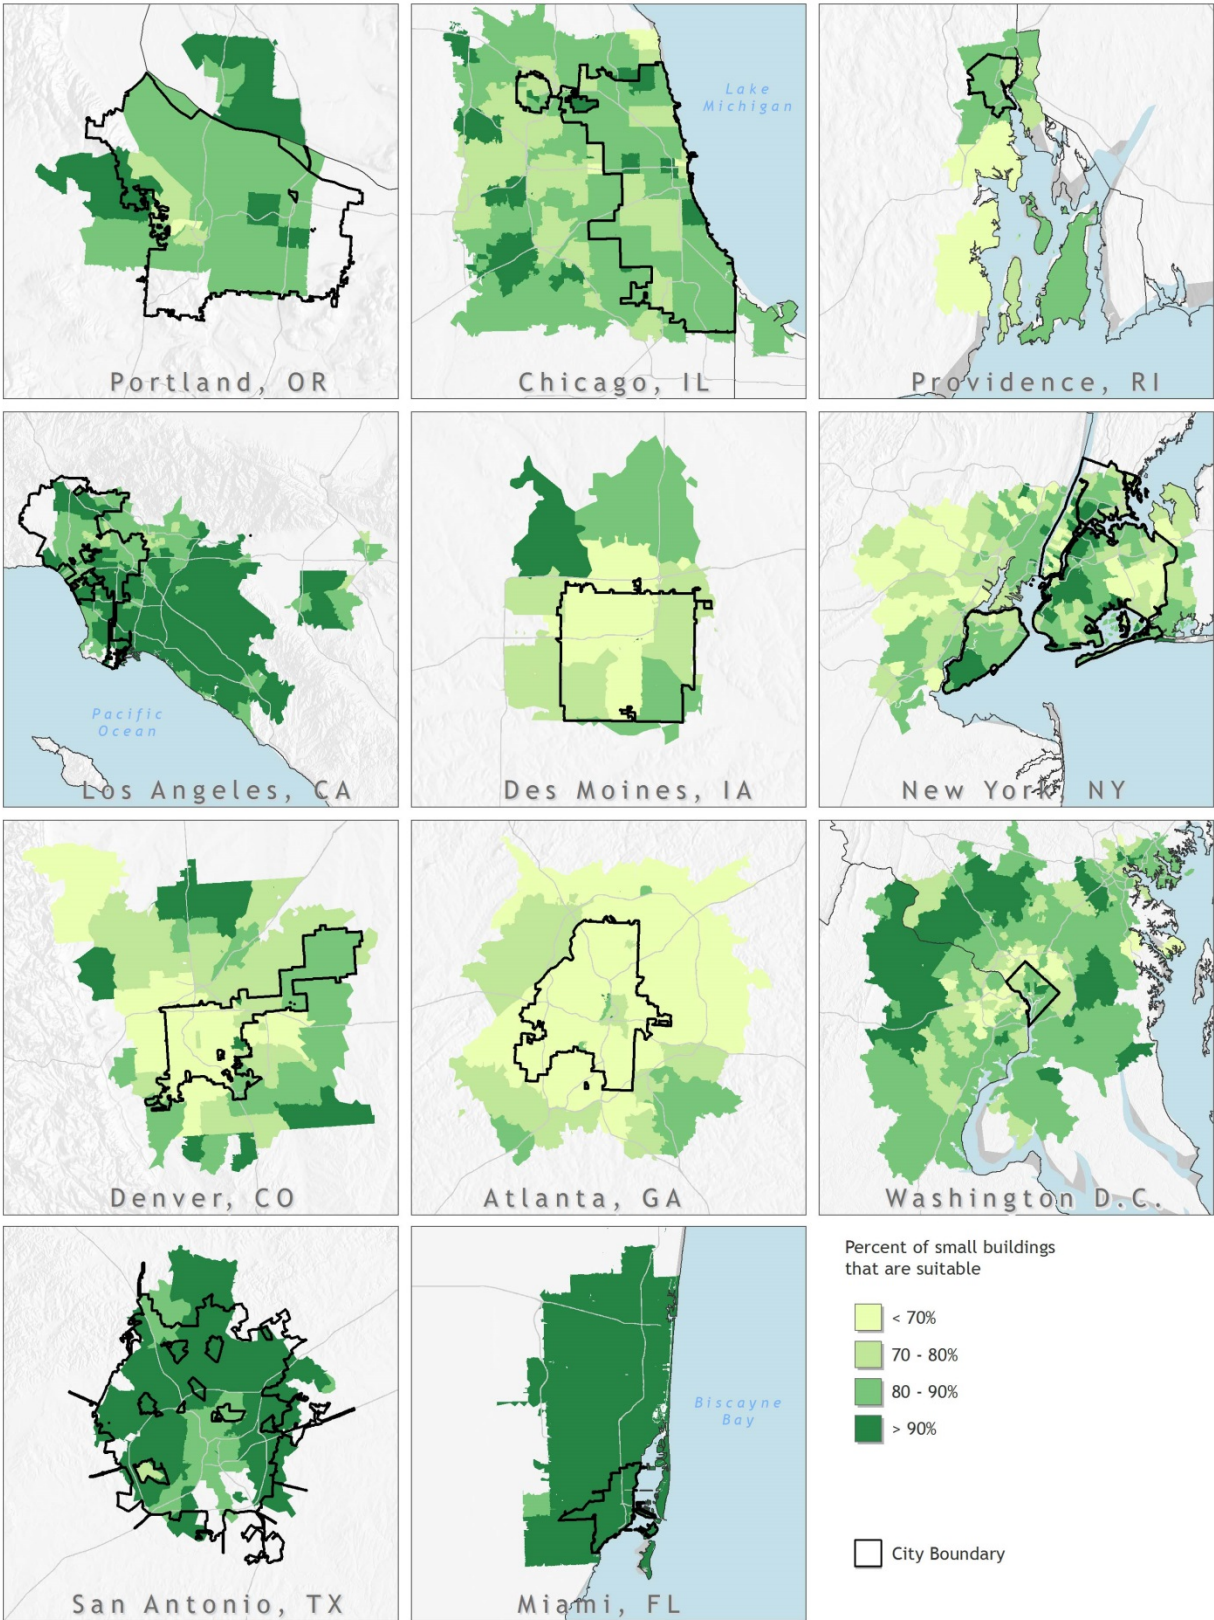 Lake
Michigan
Portland, OR
Chicago, IL
Providence, RI
Pacific
Ocean
Los Angeles, CA
Des Moines, IA
New York NY
Denver, CO
Atlanta, GA
Washington D.C.
Biscayne
Bay
San Antonio, TX
Miami, FL
Percent of small buildings
that are suitable
< 70%
70 - 80%
80 - 90%
> 90%
City Boundary